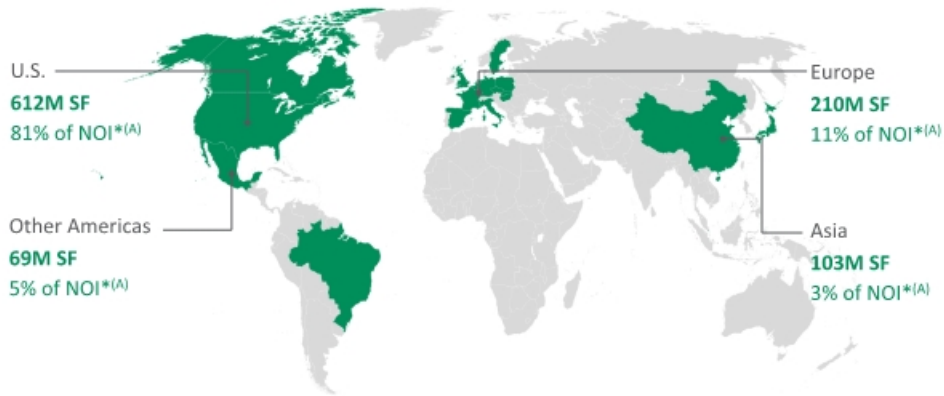 U.S.
612M SF
81% of NOI*(A)
Europe
210M SF
11% of NOI*(A)
Other Americas
69M SF
5% of NOI*(A)
Asia
103M SF
3% of NOI*(A)